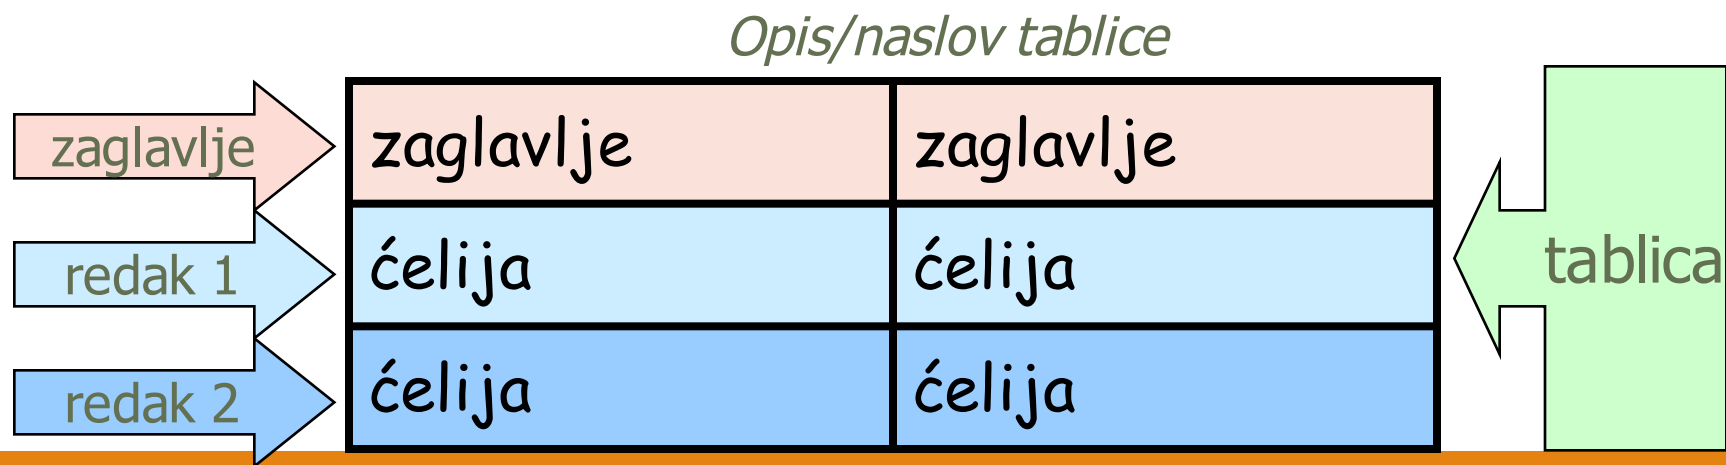 Opis/naslov tablice
zaglavlje zaglavlje zaglavlje
redak 1 ćelija ćelija tablica
redak 2 ćelija ćelija